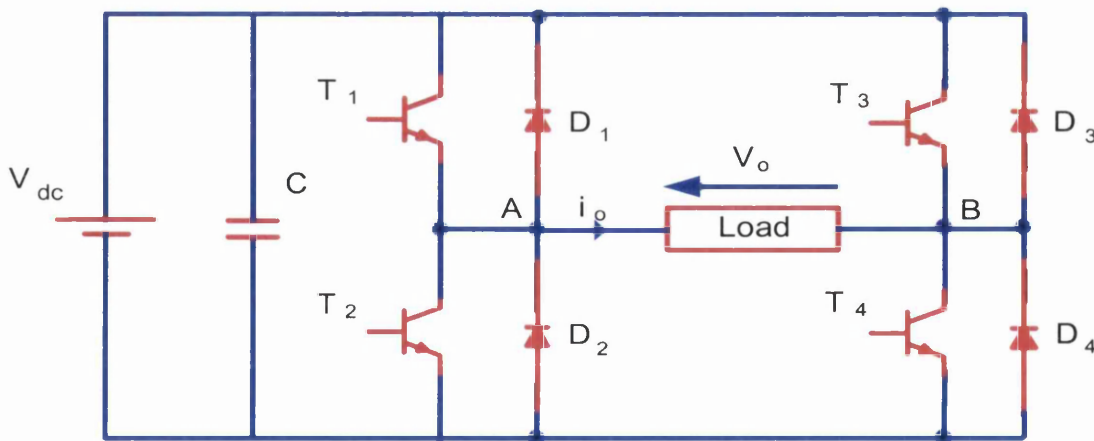 T 1
D 1
T 3
D 3
V dc
C
V o
A
i o
Load
B
T 2
D 2
T 4
D 4